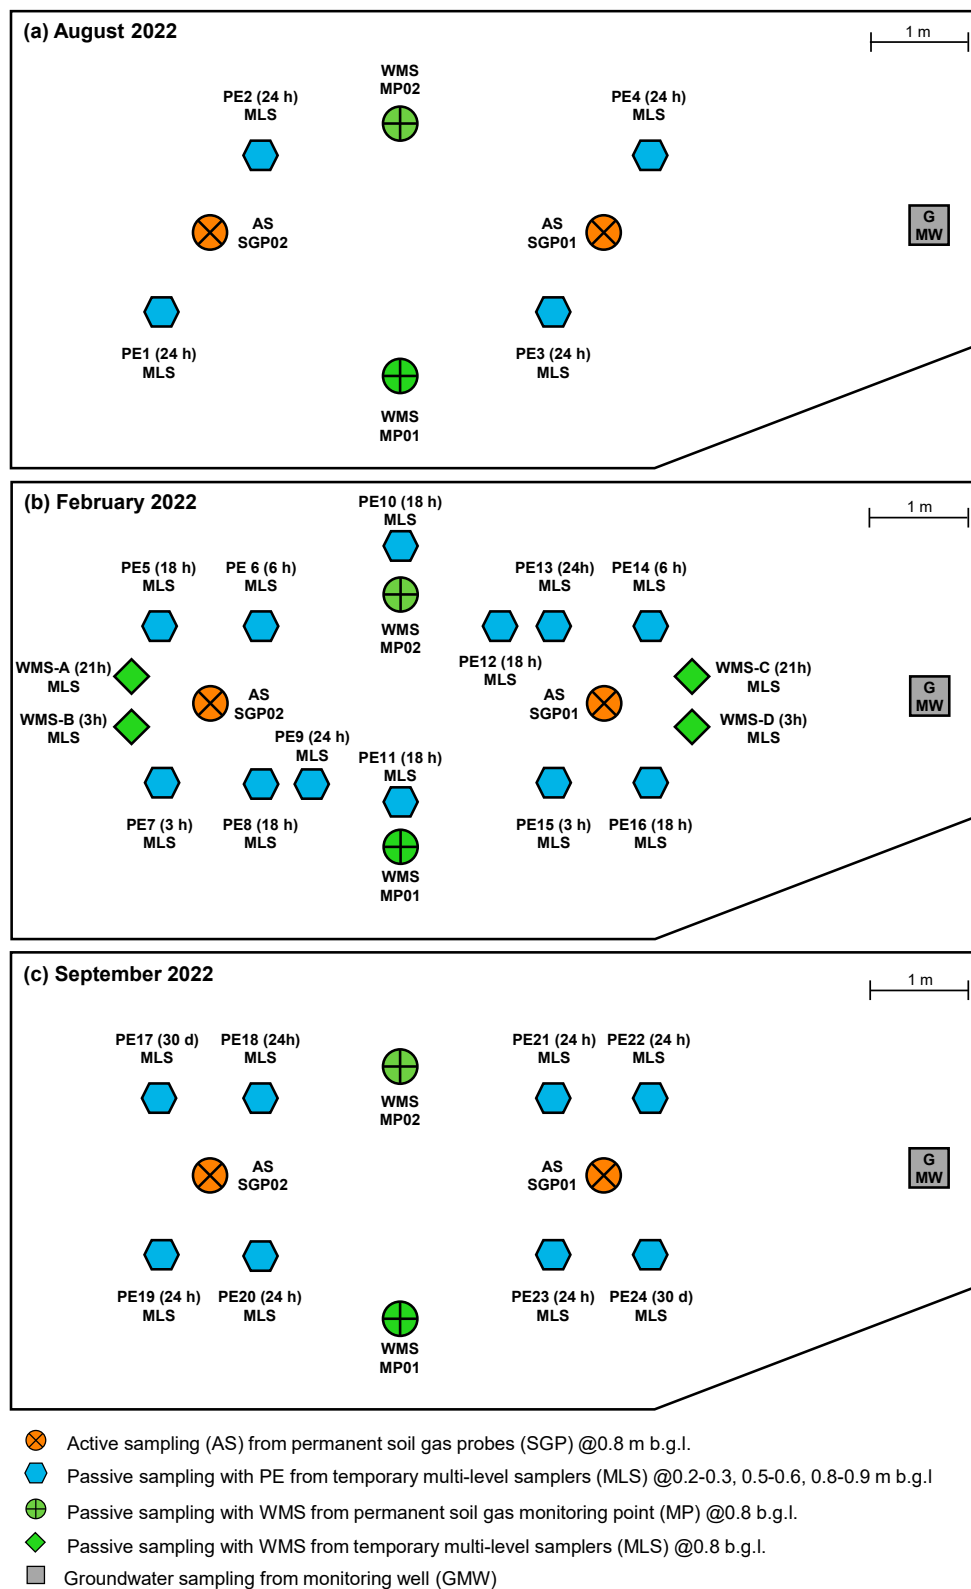 (a) August 2022
1 m
WMS
MP02
PE2 (24 h)
MLS
PE4 (24 h)
MLS
AS
SGP02
AS
SGP01
G
MW
PE1 (24 h)
MLS
PE3 (24 h)
MLS
WMS
MP01
(b) February 2022
1 m
PE10 (18 h)
MLS
PE5 (18 h)
MLS
PE 6 (6 h)
MLS
PE13 (24h)
MLS
PE14 (6 h)
MLS
WMS
MP02
PE12 (18 h)
MLS
WMS-A (21h)
MLS
WMS-C (21h)
MLS
AS
SGP02
AS
SGP01
G
MW
WMS-B (3h)
MLS
WMS-D (3h)
MLS
PE9 (24 h)
MLS
PE11 (18 h)
MLS
PE7 (3 h)
MLS
PE8 (18 h)
MLS
PE15 (3 h)
MLS
PE16 (18 h)
MLS
WMS
MP01
(c) September 2022
1 m
PE17 (30 d)
MLS
PE18 (24h)
MLS
PE21 (24 h)
MLS
PE22 (24 h)
MLS
WMS
MP02
AS
SGP02
AS
SGP01
G
MW
PE19 (24 h)
MLS
PE20 (24 h)
MLS
PE23 (24 h)
MLS
PE24 (30 d)
MLS
WMS
MP01
Active sampling (AS) from permanent soil gas probes (SGP) @0.8 m b.g.l.
Passive sampling with PE from temporary multi-level samplers (MLS) @0.2-0.3, 0.5-0.6, 0.8-0.9 m b.g.l
Passive sampling with WMS from permanent soil gas monitoring point (MP) @0.8 b.g.l.
Passive sampling with WMS from temporary multi-level samplers (MLS) @0.8 b.g.l.
Groundwater sampling from monitoring well (GMW)